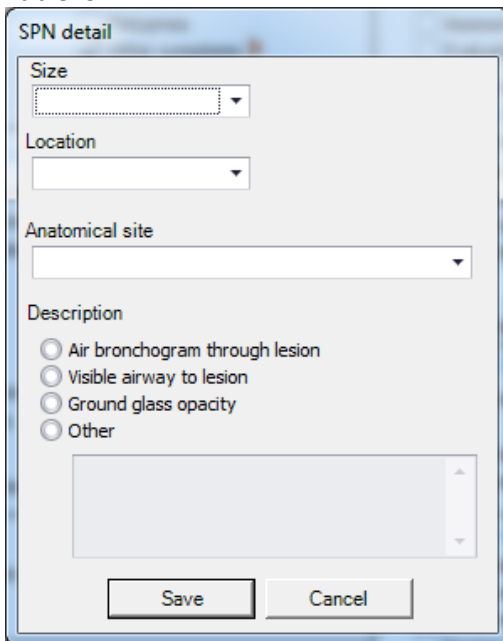 SPN detail
Size
Location
Anatomical site
Description
Air bronchogram through lesion
Visible airway to lesion
Ground glass opacity
Other
Save Cancel